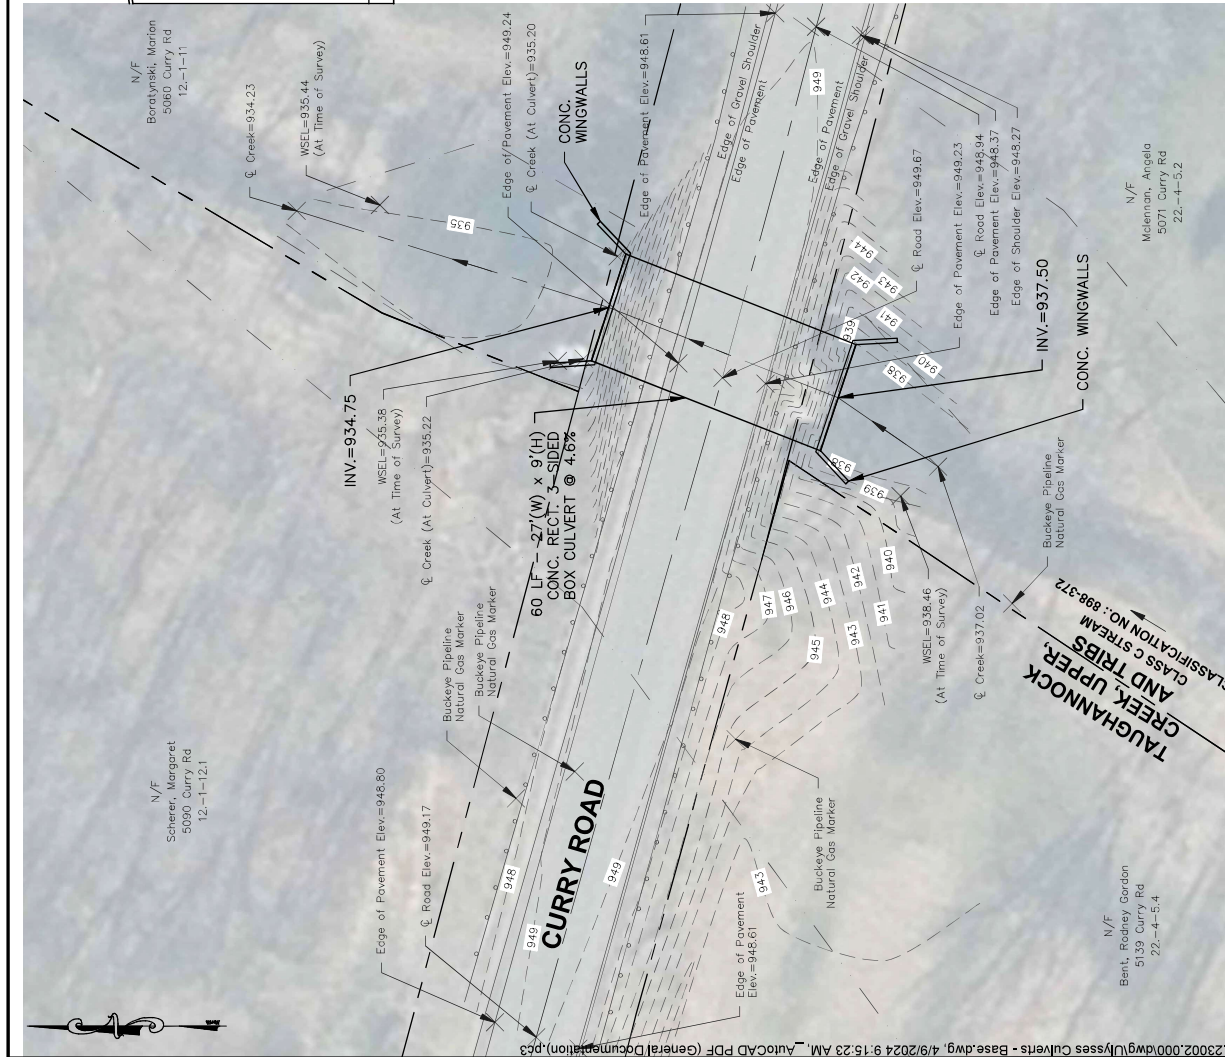 N/F
Boratynski, Marion
5060 Curry Rd
12.-1-11
℄ Creek=934.23
WSEL=935.44
(At Time of Survey)
935
Edge of Pavement Elev.=949.24
℄ Creek (At Culvert)=935.20
CONC.
WINGWALLS
Edge of Pavement Elev.=948.61
Edge of Gravel Shoulder
Edge of Pavement
949
Edge of Pavement
Edge of Gravel Shoulder
℄ Road Elev.=949.67
Edge of Pavement Elev.=949.23
℄ Road Elev.=948.94
Edge of Pavement Elev.=948.37
Edge of Shoulder Elev.=948.27
N/F
Mclennan, Angela
5071 Curry Rd
22.-4-5.2
944
943
942
941
940
939
938
INV.=934.75
WSEL=935.38
(At Time of Survey)
℄ Creek (At Culvert)=935.22
60 LF - 27'(W) x 9'(H)
CONC. RECT. 3-SIDED
BOX CULVERT @ 4.6%
INV.=937.50
CONC. WINGWALLS
938
939
Buckeye Pipeline
Natural Gas Marker
Buckeye Pipeline
Natural Gas Marker
948
947
946
945
944
943
942
941
940
WSEL=938.46
(At Time of Survey)
℄ Creek=937.02
Buckeye Pipeline
Natural Gas Marker
TAUGHANNOCK
CREEK, UPPER,
AND TRIBS
CLASS C STREAM
CLASSIFICATION NO.: 898-372
N/F
Scherer, Margaret
5090 Curry Rd
12.-1-12.1
Edge of Pavement Elev.=948.80
℄ Road Elev.=949.17
948
949
CURRY ROAD
949
Buckeye Pipeline
Natural Gas Marker
943
Edge of Pavement
Elev.=948.61
N/F
Bent, Rodney Gordon
5139 Curry Rd
22.-4-5.4
23002.000\dwg\Ulysses Culverts - Base.dwg, 4/9/2024 9:15:23 AM, _AutoCAD PDF (General Documentation).pc3